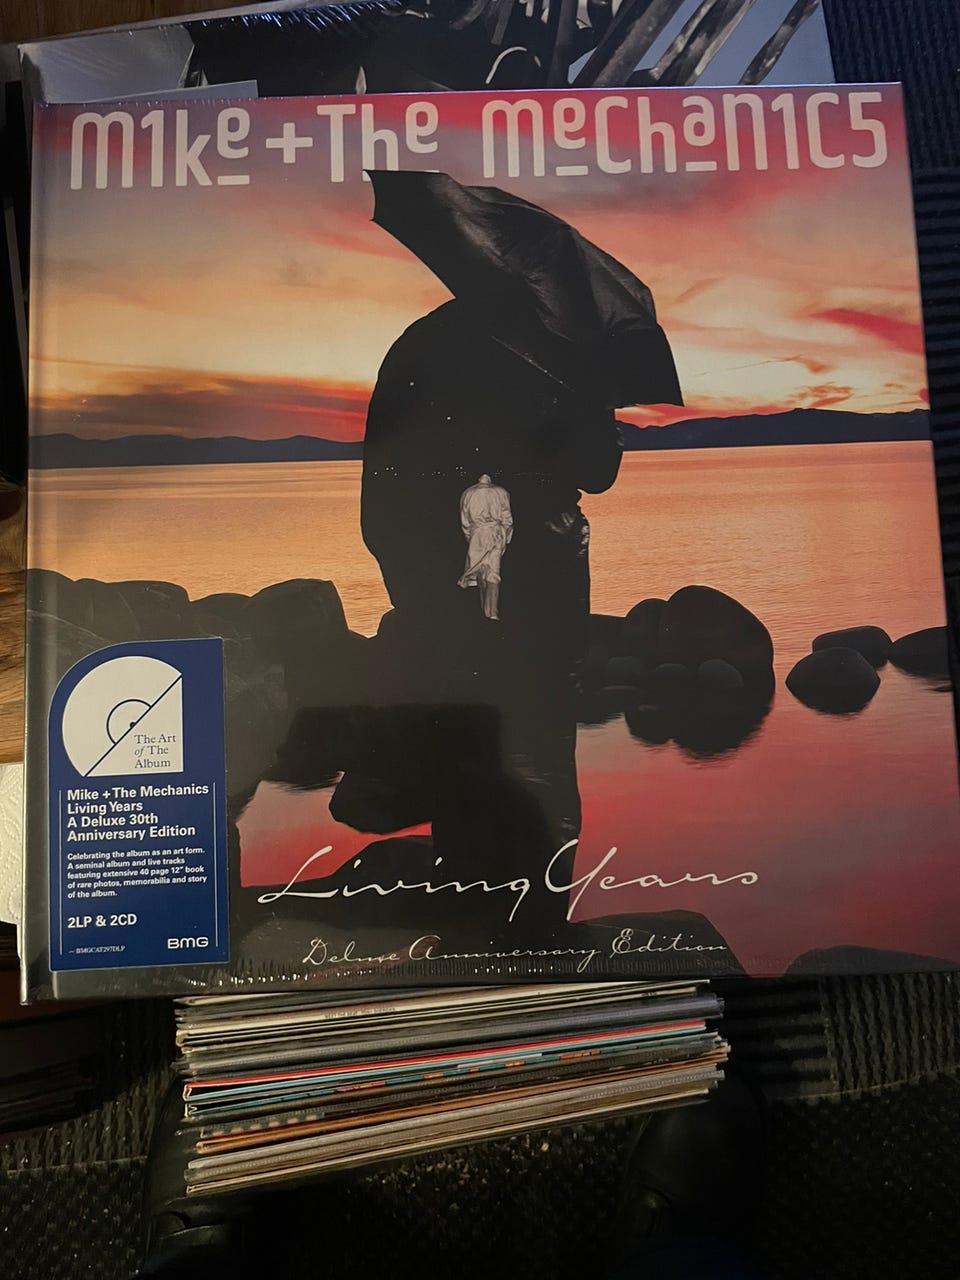 M1ke + The Mechan1c5
The Art
of The
Album
Mike + The Mechanics
Living Years
A Deluxe 30th
Anniversary Edition
Celebrating the album as an art form.
A seminal album and live tracks
featuring extensive 40 page 12" book
of rare photos, memorabilia and story
of the album.
2LP & 2CD
BMGCAT297DLP
BMG
Living Years
Deluxe Anniversary Edition